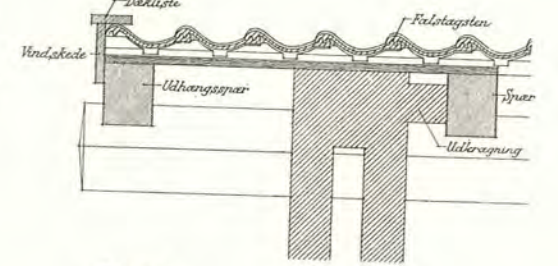 Dækliste
Falstagsten
Vindskede
Udhængsspær
Spær
Udkragning